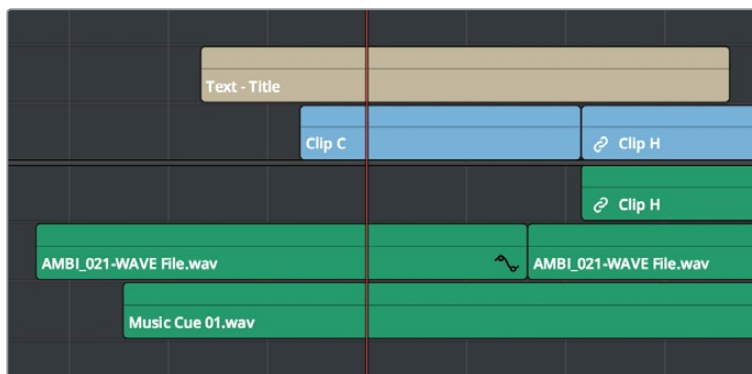 Text - Title
Clip C
Clip H
Clip H
AMBI_021-WAVE File.wav
AMBI_021-WAVE File.wav
Music Cue 01.wav